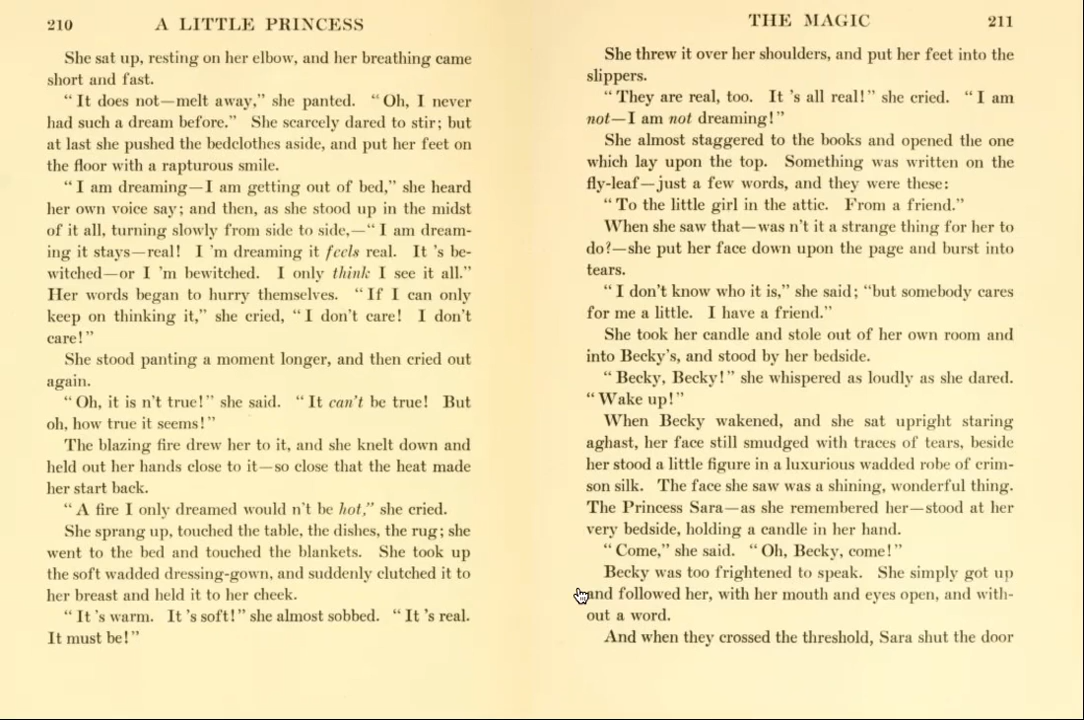 210 A LITTLE PRINCESS
She sat up, resting on her elbow, and her breathing came
short and fast.
“ It does not—melt away,” she panted. “ Oh, I never
had such a dream before.” She scarcely dared to stir; but
at last she pushed the bedclothes aside, and put her feet on
the floor with a rapturous smile.
“ I am dreaming—I am getting out of bed,” she heard
her own voice say; and then, as she stood up in the midst
of it all, turning slowly from side to side,—“ I am dream-
ing it stays—real! I 'm dreaming it feels real. It 's be-
witched—or I 'm bewitched. I only think I see it all.”
Her words began to hurry themselves. “ If I can only
keep on thinking it,” she cried, “ I don't care! I don't
care! ”
She stood panting a moment longer, and then cried out
again.
“ Oh, it is n't true! ” she said. “ It can't be true! But
oh, how true it seems! ”
The blazing fire drew her to it, and she knelt down and
held out her hands close to it—so close that the heat made
her start back.
“ A fire I only dreamed would n't be hot,” she cried.
She sprang up, touched the table, the dishes, the rug; she
went to the bed and touched the blankets. She took up
the soft wadded dressing-gown, and suddenly clutched it to
her breast and held it to her cheek.
“ It 's warm. It 's soft! ” she almost sobbed. “ It 's real.
It must be! ”
THE MAGIC 211
She threw it over her shoulders, and put her feet into the
slippers.
“ They are real, too. It 's all real! ” she cried. “ I am
not—I am not dreaming! ”
She almost staggered to the books and opened the one
which lay upon the top. Something was written on the
fly-leaf—just a few words, and they were these:
“ To the little girl in the attic. From a friend.”
When she saw that—was n't it a strange thing for her to
do?—she put her face down upon the page and burst into
tears.
“ I don't know who it is,” she said; “but somebody cares
for me a little. I have a friend.”
She took her candle and stole out of her own room and
into Becky's, and stood by her bedside.
“ Becky, Becky! ” she whispered as loudly as she dared.
“ Wake up! ”
When Becky wakened, and she sat upright staring
aghast, her face still smudged with traces of tears, beside
her stood a little figure in a luxurious wadded robe of crim-
son silk. The face she saw was a shining, wonderful thing.
The Princess Sara—as she remembered her—stood at her
very bedside, holding a candle in her hand.
“ Come,” she said. “ Oh, Becky, come! ”
Becky was too frightened to speak. She simply got up
and followed her, with her mouth and eyes open, and with-
out a word.
And when they crossed the threshold, Sara shut the door